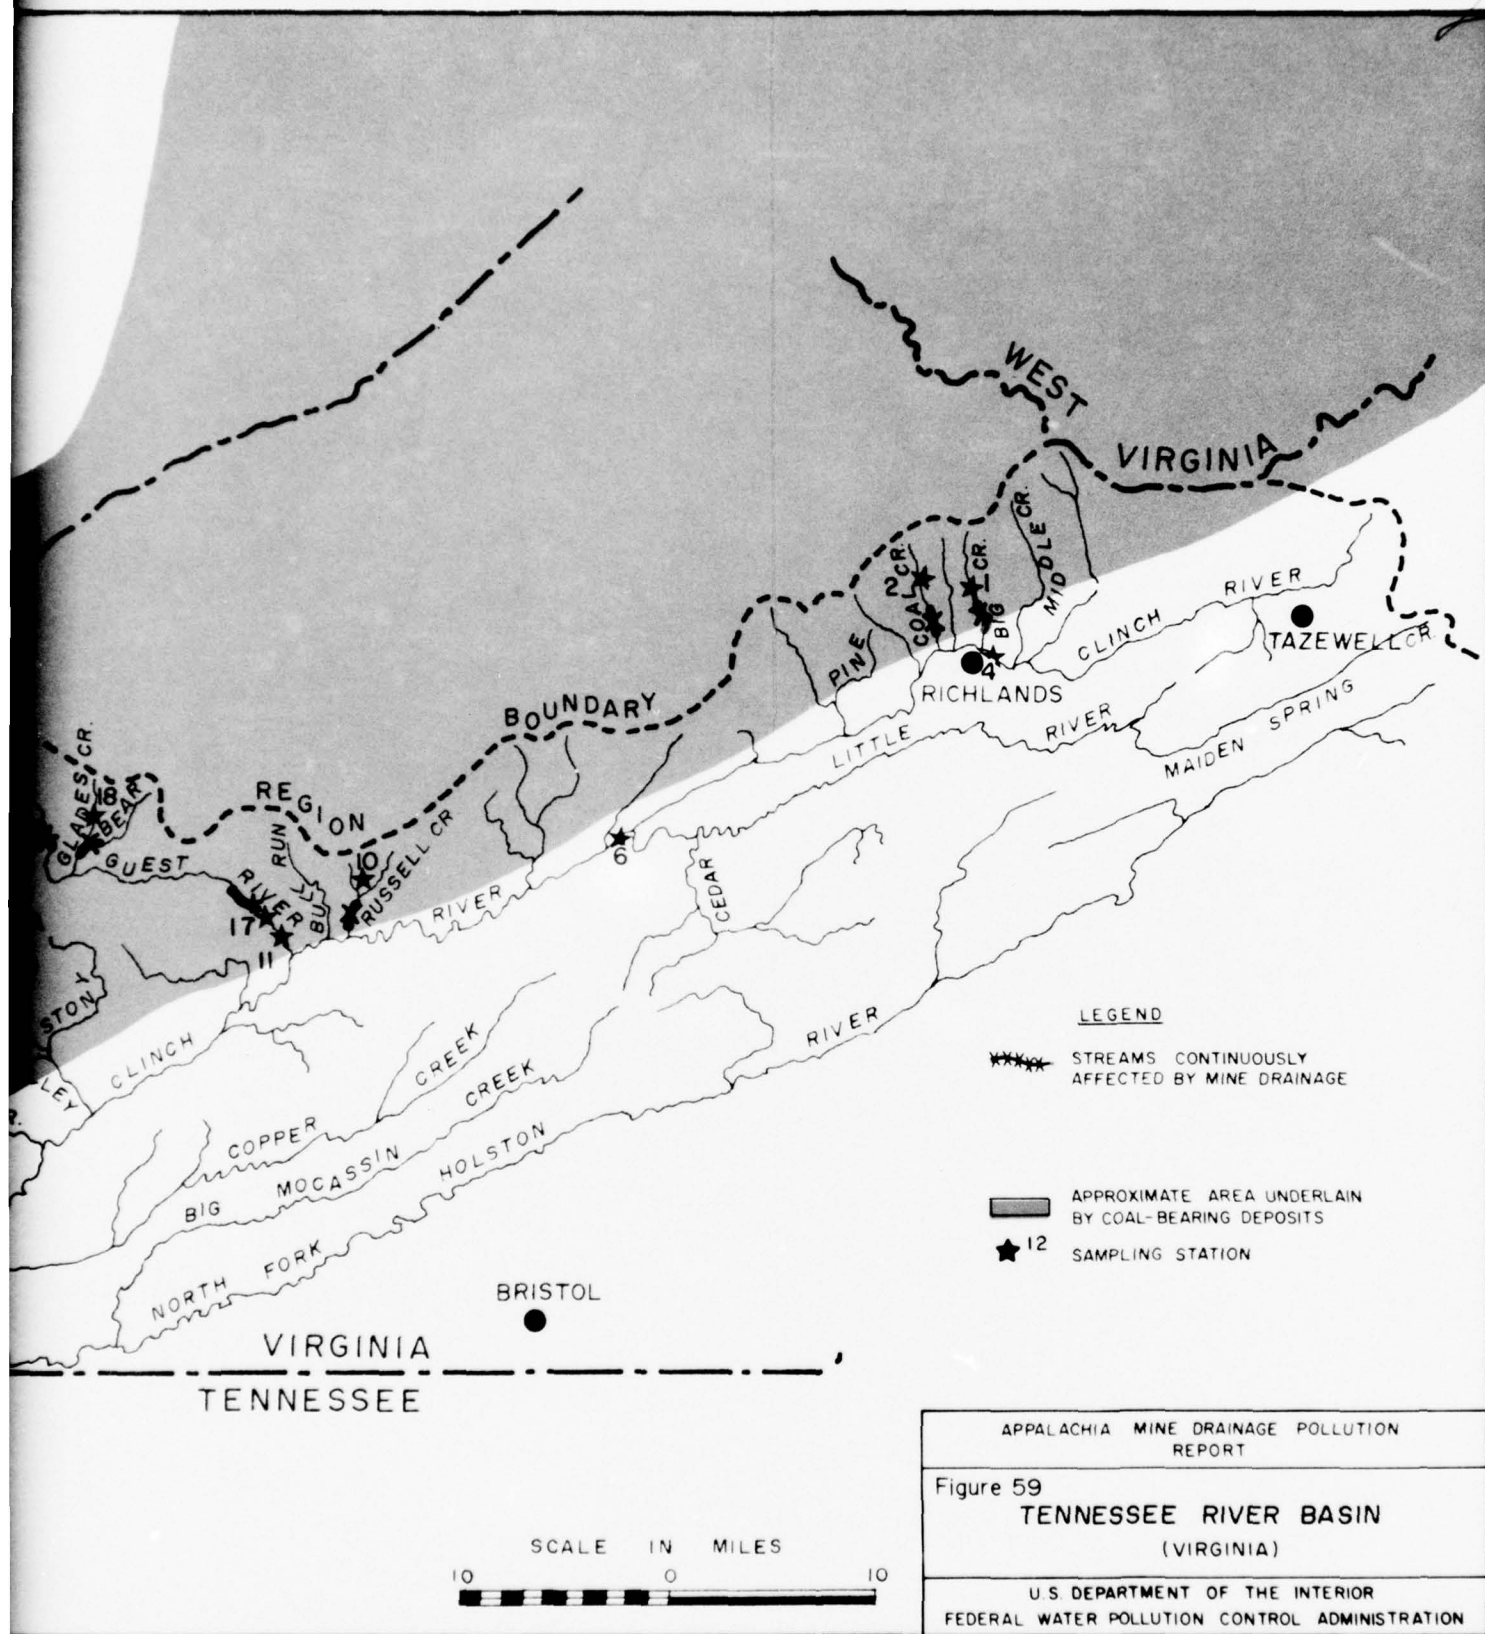 WEST
VIRGINIA
COAL CR.
2
1
BIG CR.
MIDDLE CR.
PINE
4
RICHLANDS
CLINCH RIVER
TAZEWELL
CR.
LITTLE RIVER
MAIDEN SPRING
BOUNDARY
REGION
GLADES CR.
18
BEAR
GUEST RIVER
17
11
BULL RUN
10
RUSSELL CR
RIVER
6
CEDAR
STONY
LEY
R.
CLINCH
COPPER CREEK
BIG MOCASSIN CREEK
NORTH FORK HOLSTON RIVER
BRISTOL
VIRGINIA
TENNESSEE
LEGEND
STREAMS CONTINUOUSLY
AFFECTED BY MINE DRAINAGE
APPROXIMATE AREA UNDERLAIN
BY COAL-BEARING DEPOSITS
12
SAMPLING STATION
SCALE IN MILES
10 0 10
APPALACHIA MINE DRAINAGE POLLUTION
REPORT
Figure 59
TENNESSEE RIVER BASIN
(VIRGINIA)
U.S. DEPARTMENT OF THE INTERIOR
FEDERAL WATER POLLUTION CONTROL ADMINISTRATION